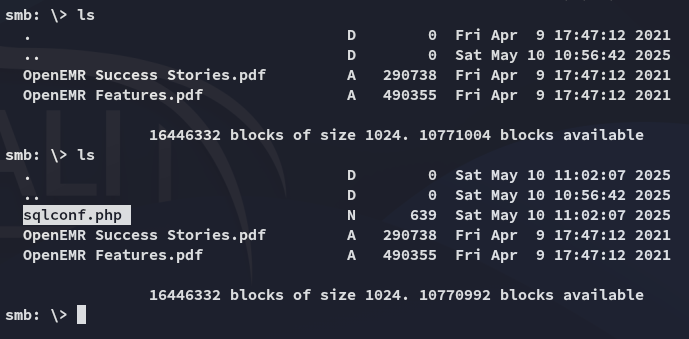 smb: \> ls
  .                                   D        0  Fri Apr  9 17:47:12 2021
  ..                                  D        0  Sat May 10 10:56:42 2025
  OpenEMR Success Stories.pdf         A   290738  Fri Apr  9 17:47:12 2021
  OpenEMR Features.pdf                A   490355  Fri Apr  9 17:47:12 2021
                16446332 blocks of size 1024. 10771004 blocks available
smb: \> ls
  .                                   D        0  Sat May 10 11:02:07 2025
  ..                                  D        0  Sat May 10 10:56:42 2025
  sqlconf.php                         N      639  Sat May 10 11:02:07 2025
  OpenEMR Success Stories.pdf         A   290738  Fri Apr  9 17:47:12 2021
  OpenEMR Features.pdf                A   490355  Fri Apr  9 17:47:12 2021
                16446332 blocks of size 1024. 10770992 blocks available
smb: \>